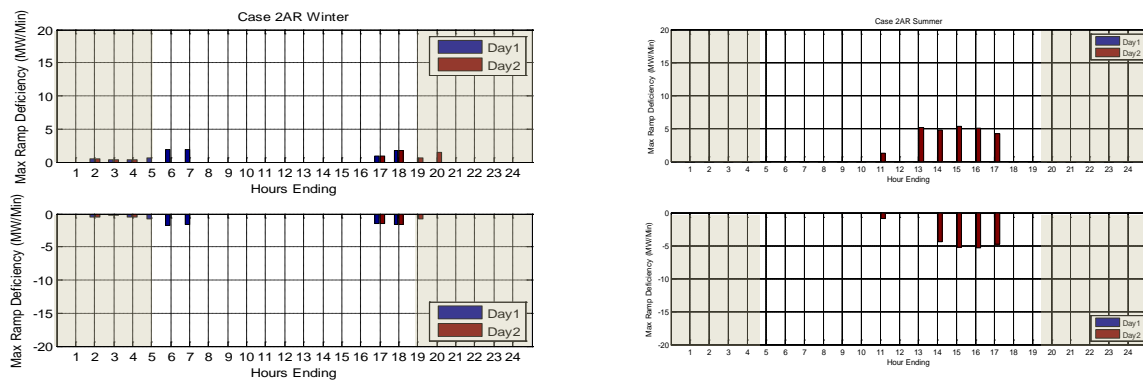 Case 2AR Winter
Max Ramp Deficiency (MW/Min)
20
15
10
5
0
Day1
Day2
1 2 3 4 5 6 7 8 9 10 11 12 13 14 15 16 17 18 19 20 21 22 23 24
Hours Ending
Max Ramp Deficiency (MW/Min)
0
-5
-10
-15
-20
Day1
Day2
1 2 3 4 5 6 7 8 9 10 11 12 13 14 15 16 17 18 19 20 21 22 23 24
Hours Ending
Case 2AR Summer
Max Ramp Deficiency (MW/Min)
20
15
10
5
0
Day1
Day2
1 2 3 4 5 6 7 8 9 10 11 12 13 14 15 16 17 18 19 20 21 22 23 24
Hour Ending
Max Ramp Deficiency (MW/Min)
0
-5
-10
-15
-20
Day1
Day2
1 2 3 4 5 6 7 8 9 10 11 12 13 14 15 16 17 18 19 20 21 22 23 24
Hour Ending